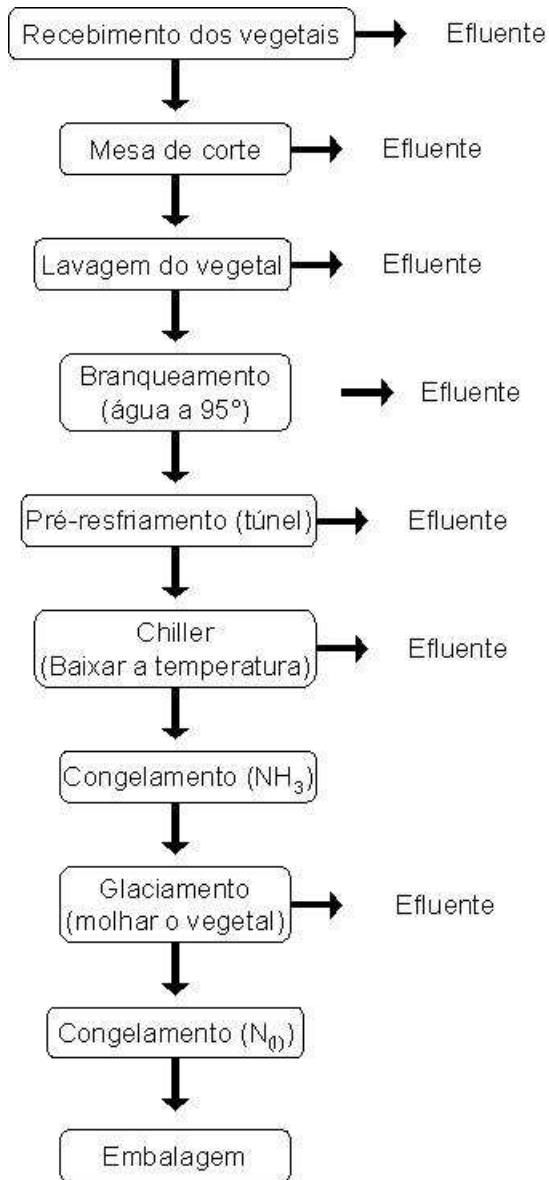 Recebimento dos vegetais
Efluente
Mesa de corte
Efluente
Lavagem do vegetal
Efluente
Branqueamento
(água a 95°)
Efluente
Pré-resfriamento (túnel)
Efluente
Chiller
(Baixar a temperatura)
Efluente
Congelamento (NH₃)
Glaciamento
(molhar o vegetal)
Efluente
Congelamento (N₍ₗ₎)
Embalagem